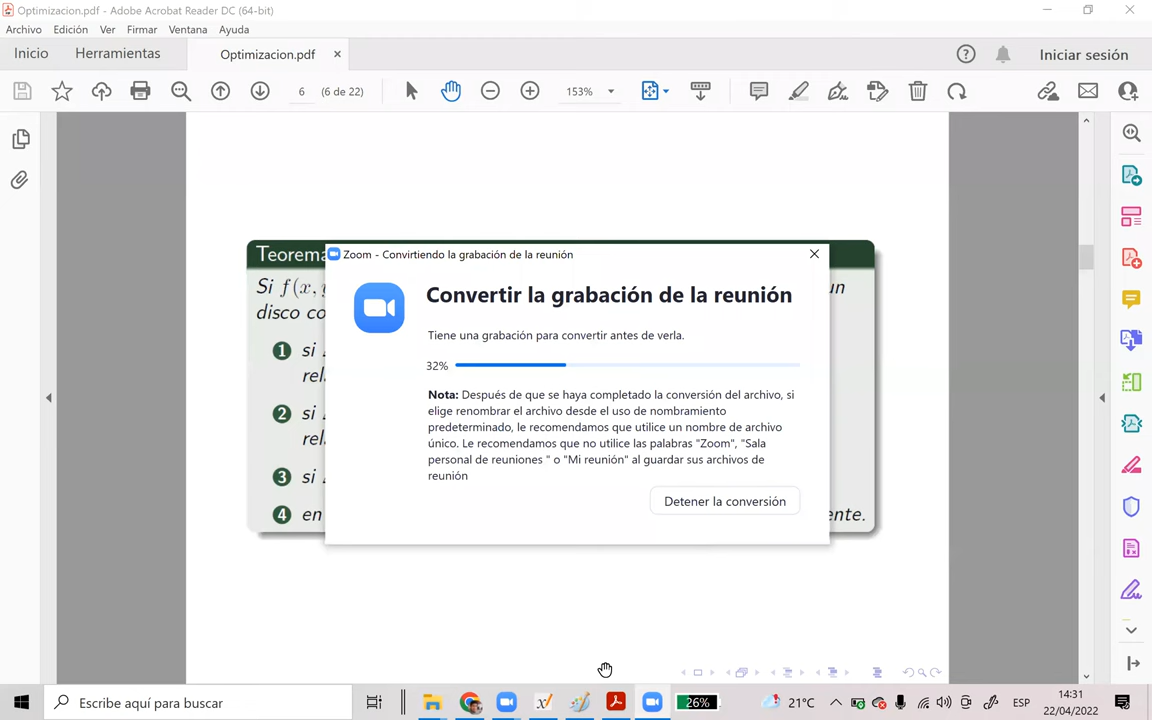 Optimizacion.pdf - Adobe Acrobat Reader DC (64-bit)
Archivo Edición Ver Firmar Ventana Ayuda
Inicio Herramientas Optimizacion.pdf × Iniciar sesión
6 (6 de 22) 153%
Teorema
Si f(x, y un
disco co
Zoom - Convirtiendo la grabación de la reunión
Convertir la grabación de la reunión
Tiene una grabación para convertir antes de verla.
32%
Nota: Después de que se haya completado la conversión del archivo, si
elige renombrar el archivo desde el uso de nombramiento
predeterminado, le recomendamos que utilice un nombre de archivo
único. Le recomendamos que no utilice las palabras "Zoom", "Sala
personal de reuniones " o "Mi reunión" al guardar sus archivos de
reunión
Detener la conversión
1 si
rel
2 si
rel
3 si
4 en ente.
Escribe aquí para buscar
26%
21°C
ESP
14:31
22/04/2022